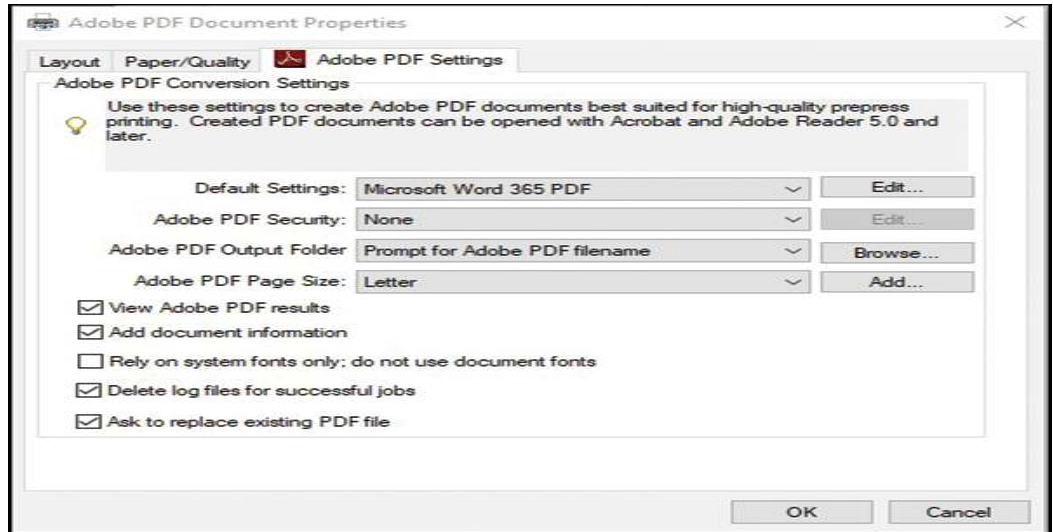 Adobe PDF Document Properties
Layout Paper/Quality Adobe PDF Settings
Adobe PDF Conversion Settings
Use these settings to create Adobe PDF documents best suited for high-quality prepress
printing. Created PDF documents can be opened with Acrobat and Adobe Reader 5.0 and
later.
Default Settings: Microsoft Word 365 PDF Edit...
Adobe PDF Security: None Edit...
Adobe PDF Output Folder Prompt for Adobe PDF filename Browse...
Adobe PDF Page Size: Letter Add...
View Adobe PDF results
Add document information
Rely on system fonts only; do not use document fonts
Delete log files for successful jobs
Ask to replace existing PDF file
OK Cancel